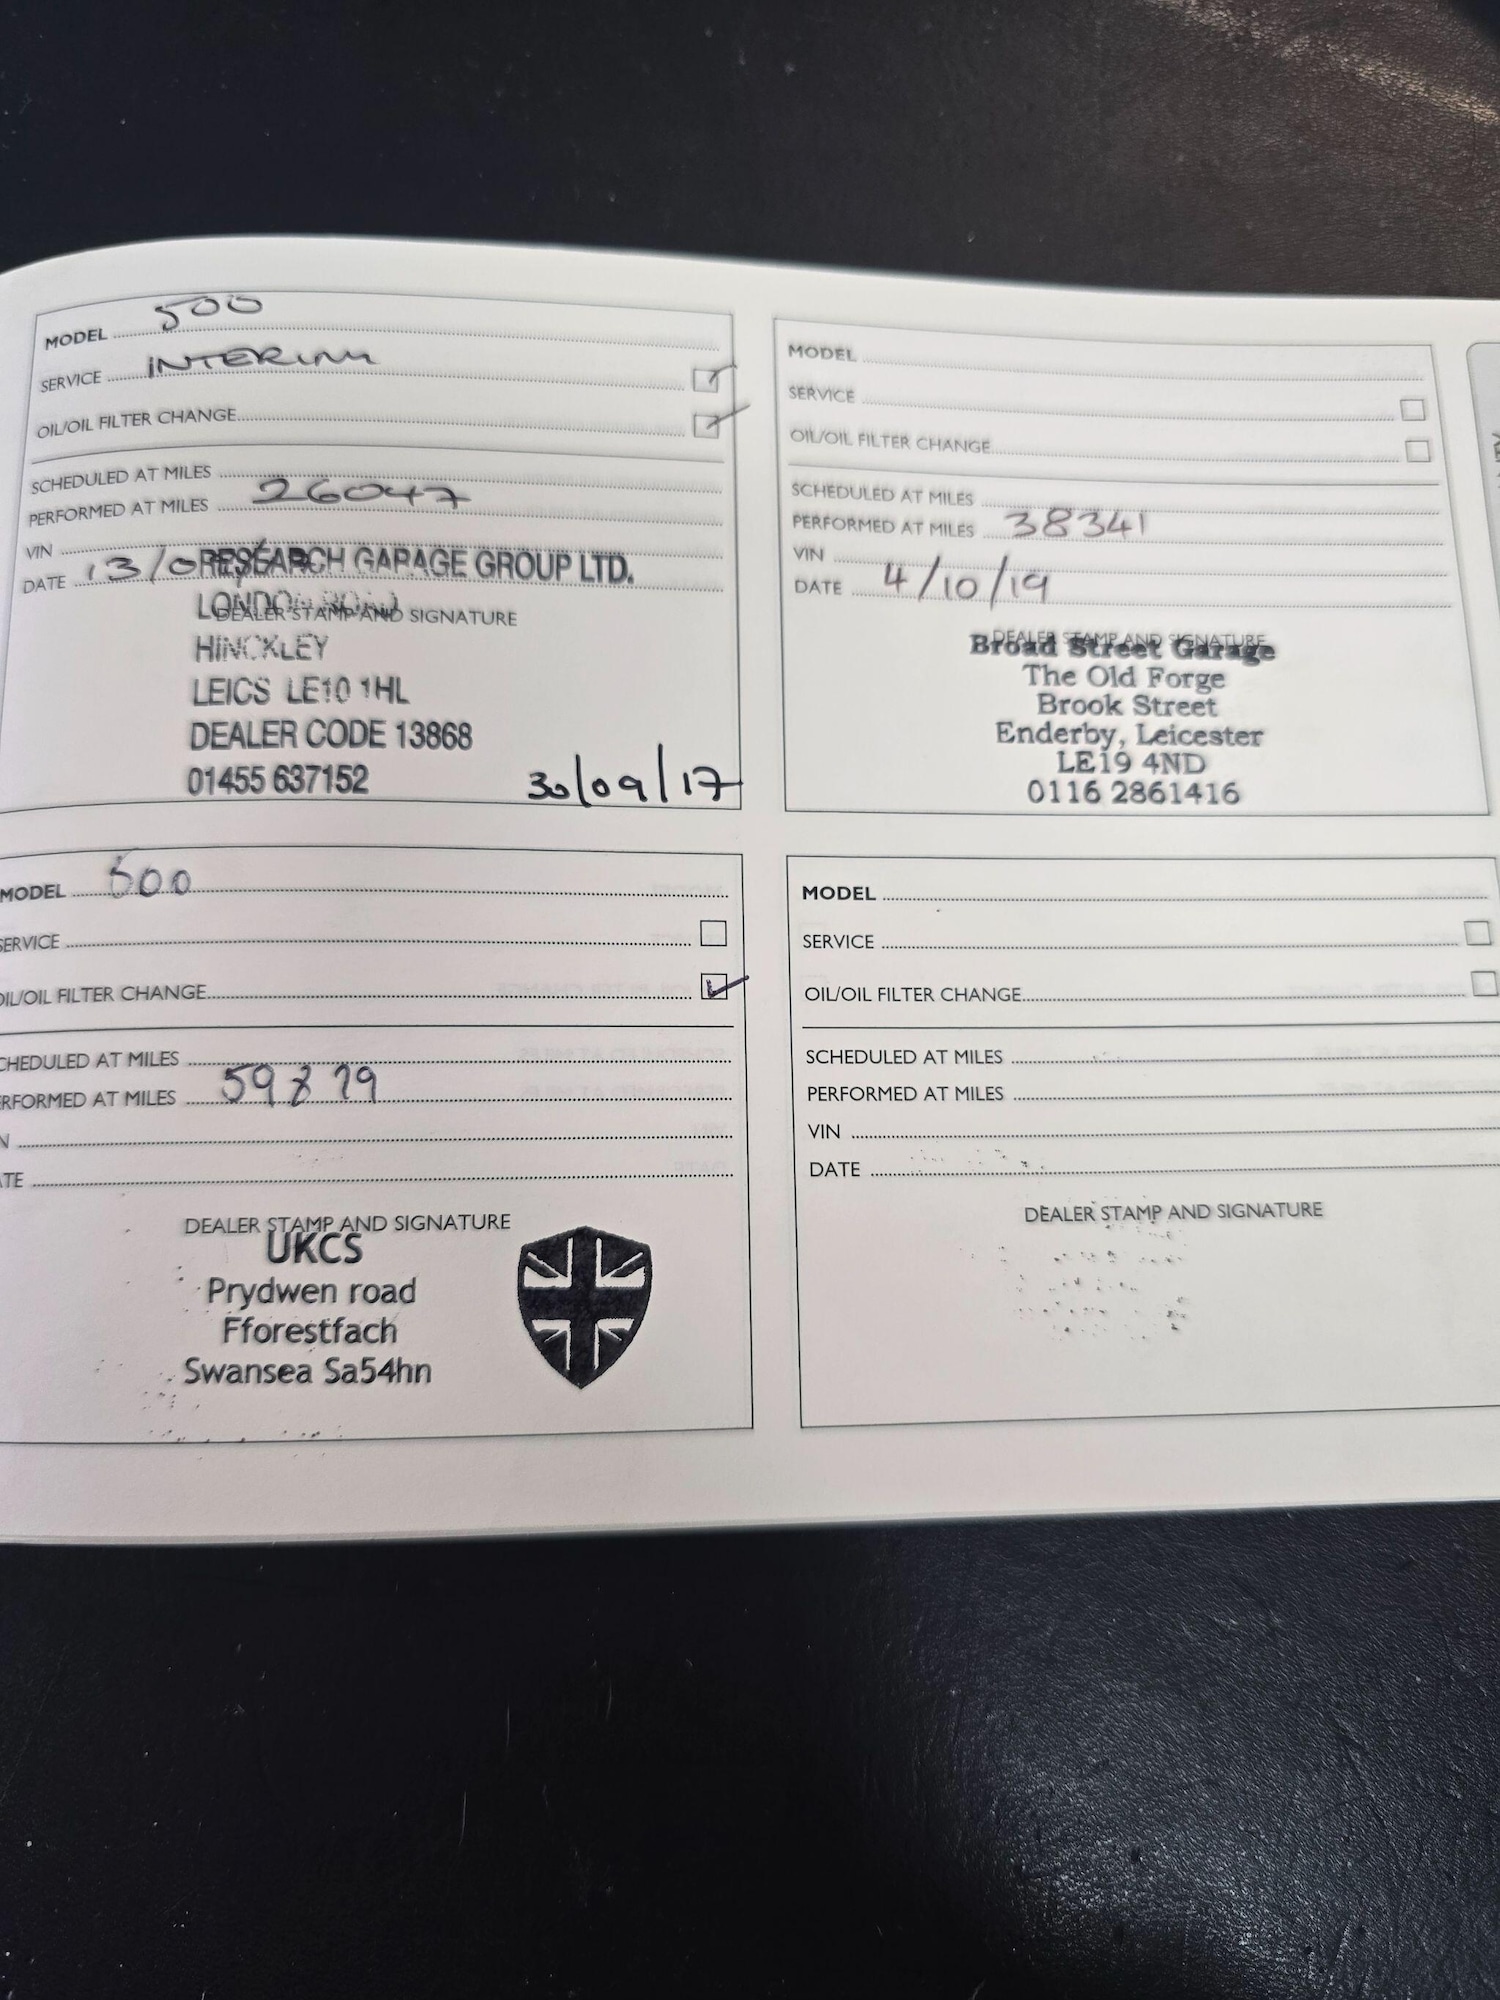 MODEL 500
SERVICE INTERIM
OIL/OIL FILTER CHANGE
SCHEDULED AT MILES
PERFORMED AT MILES 26047
VIN
DATE 13/0
RESEARCH GARAGE GROUP LTD.
LONDON ROAD
DEALER STAMP AND SIGNATURE
HINCKLEY
LEICS LE10 1HL
DEALER CODE 13868
01455 637152
30/09/17
MODEL
SERVICE
OIL/OIL FILTER CHANGE
SCHEDULED AT MILES
PERFORMED AT MILES 38341
VIN
DATE 4/10/19
DEALER STAMP AND SIGNATURE
Broad Street Garage
The Old Forge
Brook Street
Enderby, Leicester
LE19 4ND
0116 2861416
MODEL 500
SERVICE
OIL/OIL FILTER CHANGE
SCHEDULED AT MILES
PERFORMED AT MILES 59879
DEALER STAMP AND SIGNATURE
UKCS
Prydwen road
Fforestfach
Swansea Sa54hn
MODEL
SERVICE
OIL/OIL FILTER CHANGE
SCHEDULED AT MILES
PERFORMED AT MILES
VIN
DATE
DEALER STAMP AND SIGNATURE